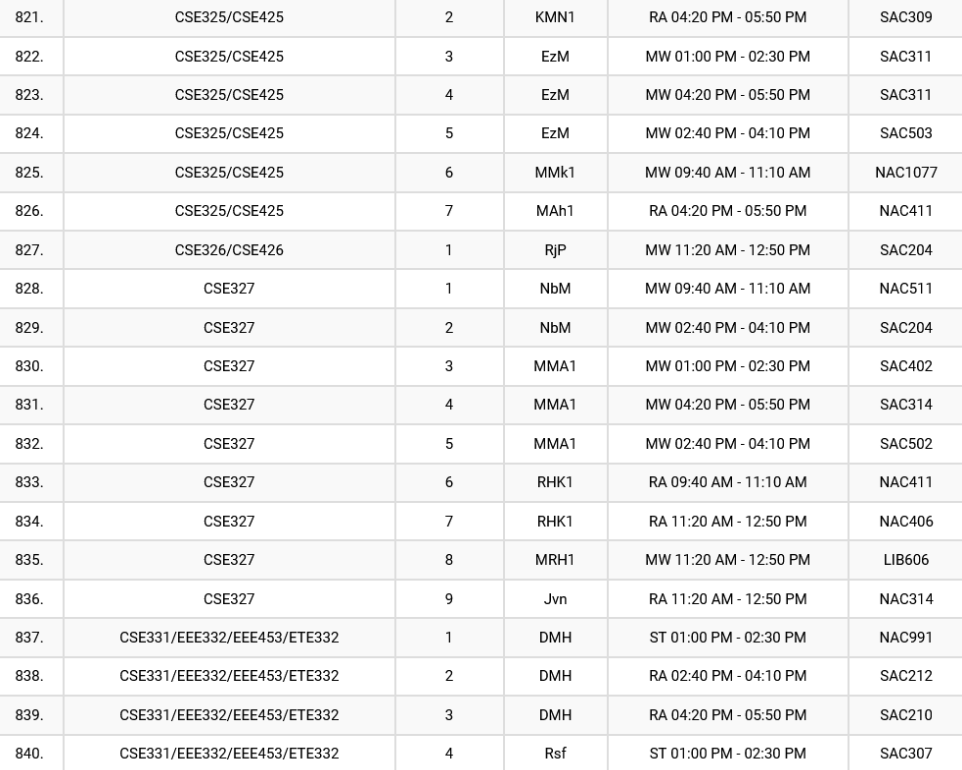 821. CSE325/CSE425 2 KMN1 RA 04:20 PM - 05:50 PM SAC309
822. CSE325/CSE425 3 EzM MW 01:00 PM - 02:30 PM SAC311
823. CSE325/CSE425 4 EzM MW 04:20 PM - 05:50 PM SAC311
824. CSE325/CSE425 5 EzM MW 02:40 PM - 04:10 PM SAC503
825. CSE325/CSE425 6 MMk1 MW 09:40 AM - 11:10 AM NAC1077
826. CSE325/CSE425 7 MAh1 RA 04:20 PM - 05:50 PM NAC411
827. CSE326/CSE426 1 RjP MW 11:20 AM - 12:50 PM SAC204
828. CSE327 1 NbM MW 09:40 AM - 11:10 AM NAC511
829. CSE327 2 NbM MW 02:40 PM - 04:10 PM SAC204
830. CSE327 3 MMA1 MW 01:00 PM - 02:30 PM SAC402
831. CSE327 4 MMA1 MW 04:20 PM - 05:50 PM SAC314
832. CSE327 5 MMA1 MW 02:40 PM - 04:10 PM SAC502
833. CSE327 6 RHK1 RA 09:40 AM - 11:10 AM NAC411
834. CSE327 7 RHK1 RA 11:20 AM - 12:50 PM NAC406
835. CSE327 8 MRH1 MW 11:20 AM - 12:50 PM LIB606
836. CSE327 9 Jvn RA 11:20 AM - 12:50 PM NAC314
837. CSE331/EEE332/EEE453/ETE332 1 DMH ST 01:00 PM - 02:30 PM NAC991
838. CSE331/EEE332/EEE453/ETE332 2 DMH RA 02:40 PM - 04:10 PM SAC212
839. CSE331/EEE332/EEE453/ETE332 3 DMH RA 04:20 PM - 05:50 PM SAC210
840. CSE331/EEE332/EEE453/ETE332 4 Rsf ST 01:00 PM - 02:30 PM SAC307